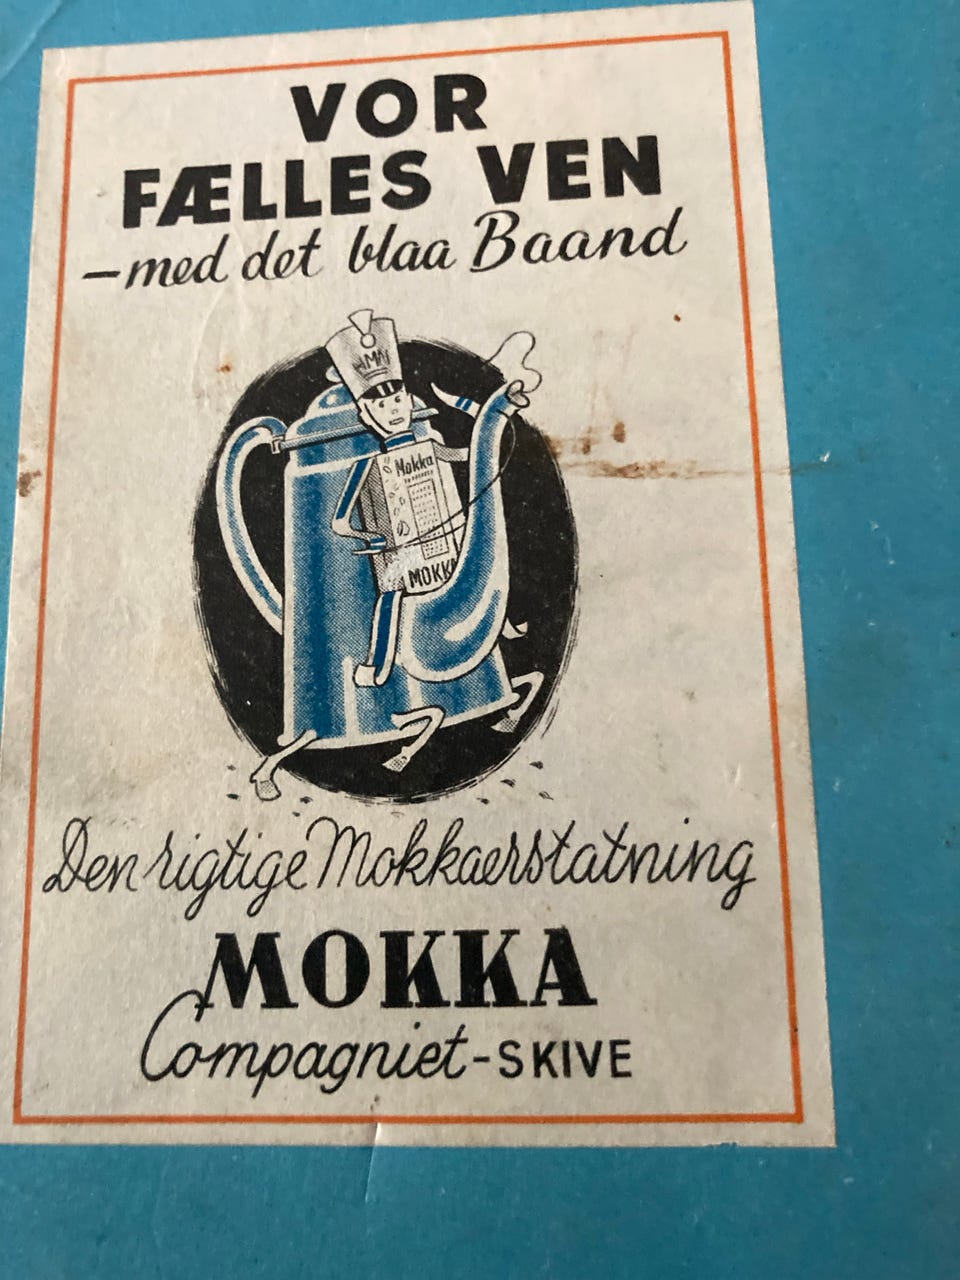 VOR
FÆLLES VEN
–med det blaa Baand
Mokka
MOKKA
Den rigtige Mokkaerstatning
MOKKA
Compagniet-SKIVE